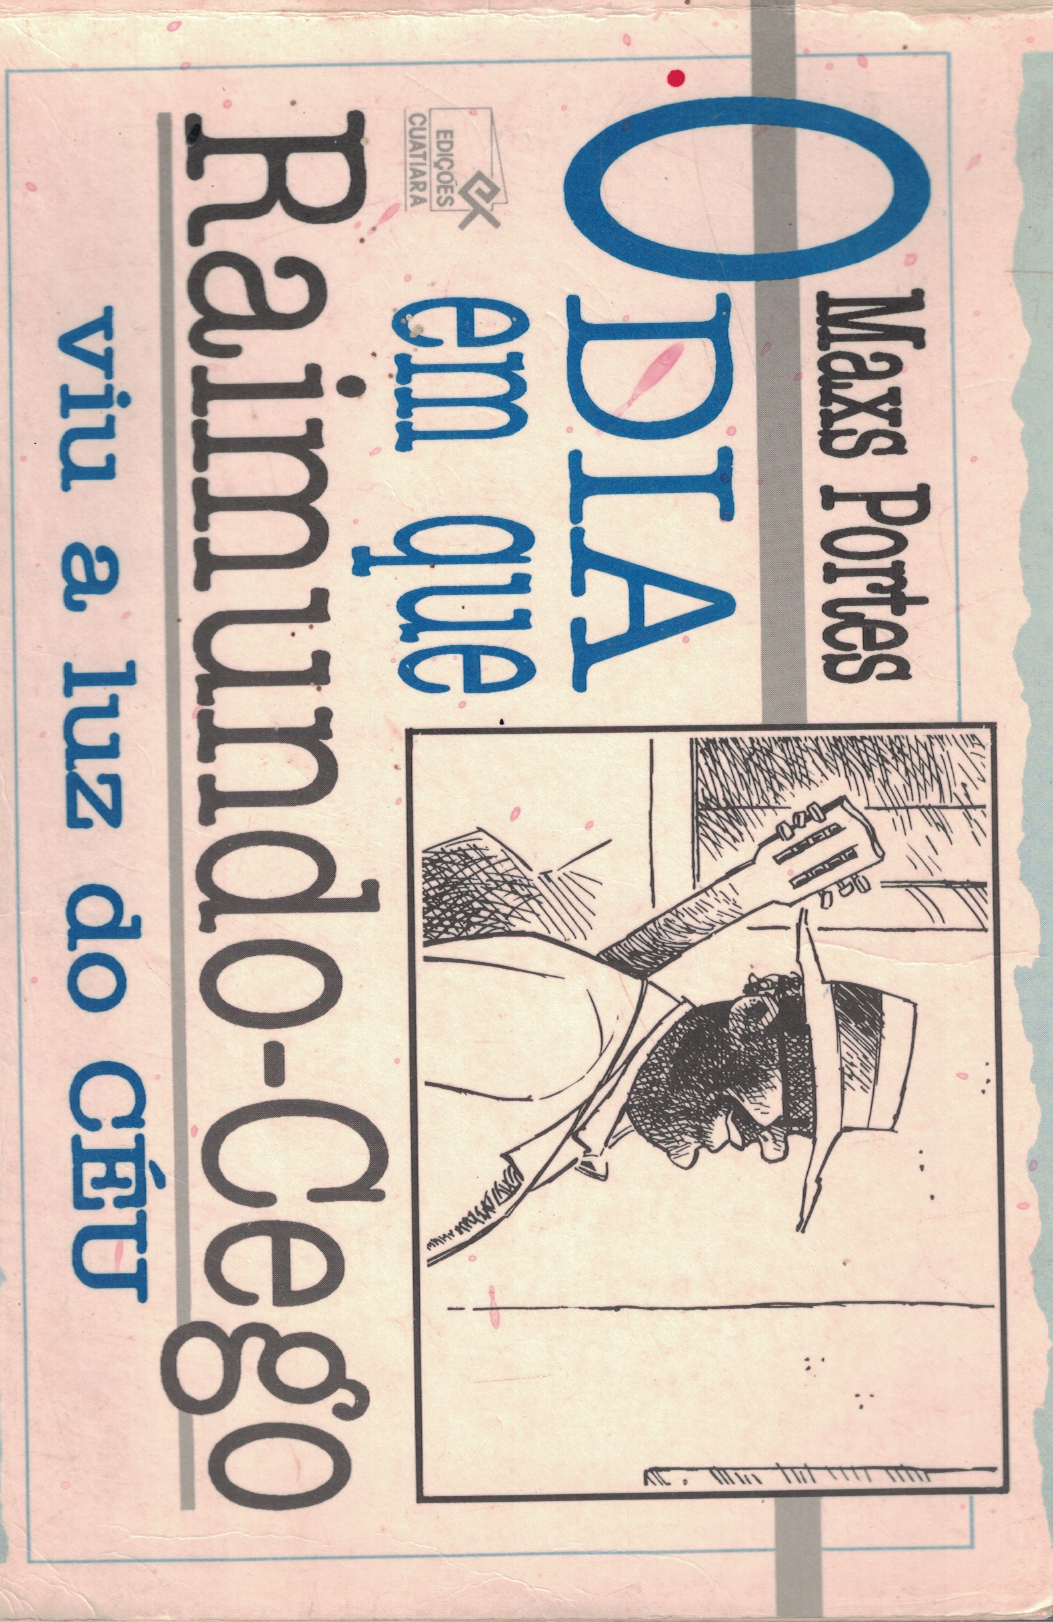 Maxs Portes
O DIA
em que
EDIÇÕES
CUATIARA
Raimundo-Cego
viu a luz do CÉU